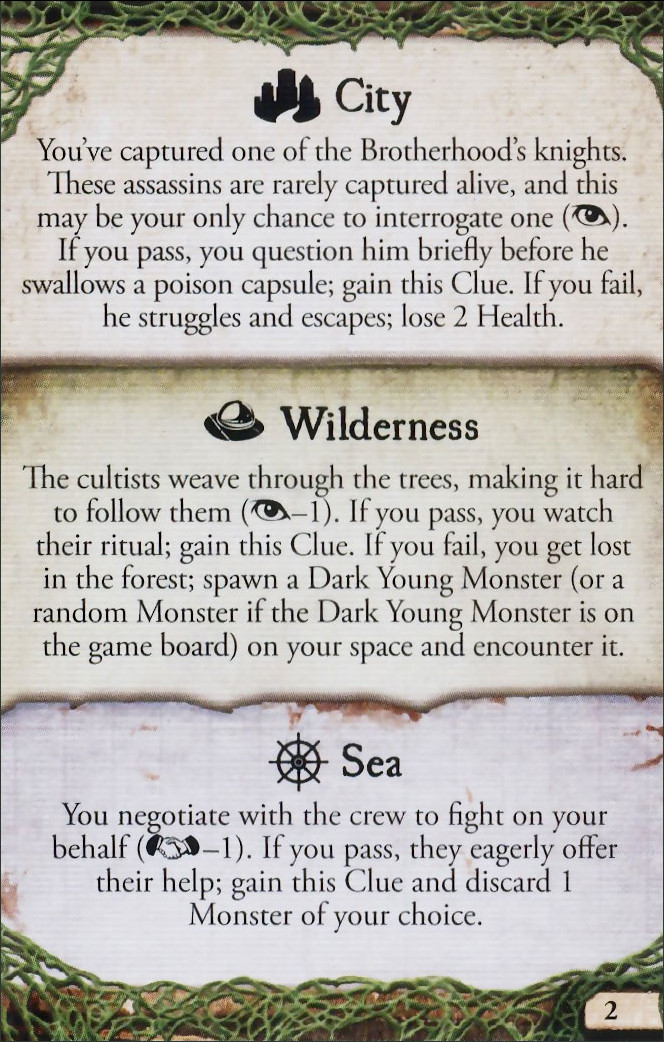 City
You've captured one of the Brotherhood's knights.
These assassins are rarely captured alive, and this
may be your only chance to interrogate one ( ).
If you pass, you question him briefly before he
swallows a poison capsule; gain this Clue. If you fail,
he struggles and escapes; lose 2 Health.
Wilderness
The cultists weave through the trees, making it hard
to follow them ( –1). If you pass, you watch
their ritual; gain this Clue. If you fail, you get lost
in the forest; spawn a Dark Young Monster (or a
random Monster if the Dark Young Monster is on
the game board) on your space and encounter it.
Sea
You negotiate with the crew to fight on your
behalf ( –1). If you pass, they eagerly offer
their help; gain this Clue and discard 1
Monster of your choice.
2